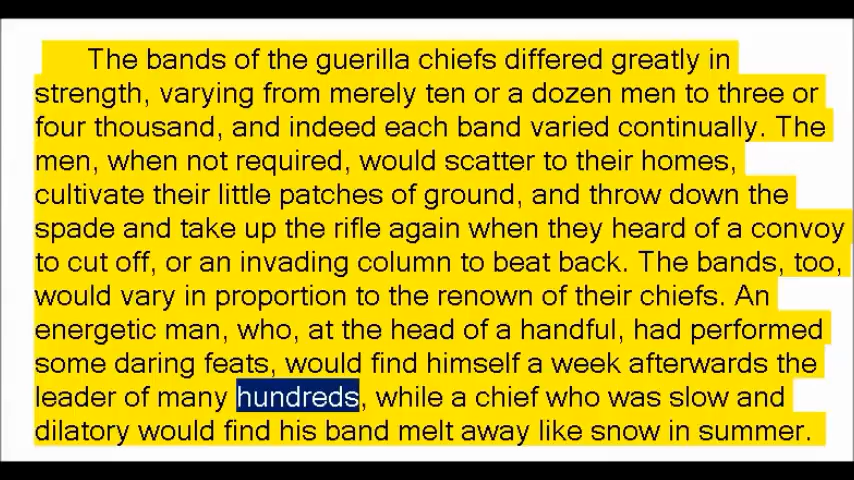 The bands of the guerilla chiefs differed greatly in
strength, varying from merely ten or a dozen men to three or
four thousand, and indeed each band varied continually. The
men, when not required, would scatter to their homes,
cultivate their little patches of ground, and throw down the
spade and take up the rifle again when they heard of a convoy
to cut off, or an invading column to beat back. The bands, too,
would vary in proportion to the renown of their chiefs. An
energetic man, who, at the head of a handful, had performed
some daring feats, would find himself a week afterwards the
leader of many hundreds, while a chief who was slow and
dilatory would find his band melt away like snow in summer.